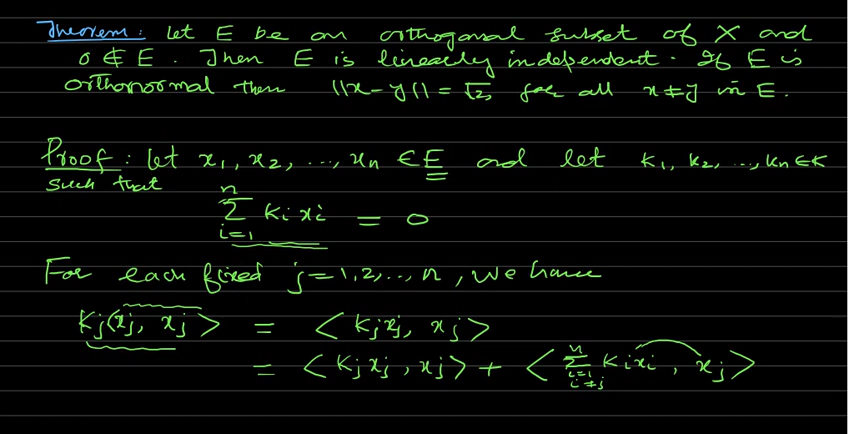 Theorem: Let E be an orthogonal subset of X and
0 ∉ E. Then E is linearly independent. If E is
orthonormal then ||x-y|| = √2, for all x≠y in E.
Proof: Let x₁, x₂, ..., xₙ ∈ E and let k₁, k₂, ..., kₙ ∈ K
such that
∑ᵢ₌₁ⁿ kᵢxᵢ = 0
For each fixed j=1,2,..,n, we have
kⱼ⟨xⱼ, xⱼ⟩ = ⟨kⱼxⱼ, xⱼ⟩
= ⟨kⱼxⱼ, xⱼ⟩ + ⟨∑ᵢ₌₁,ᵢ≠ⱼⁿ kᵢxᵢ, xⱼ⟩